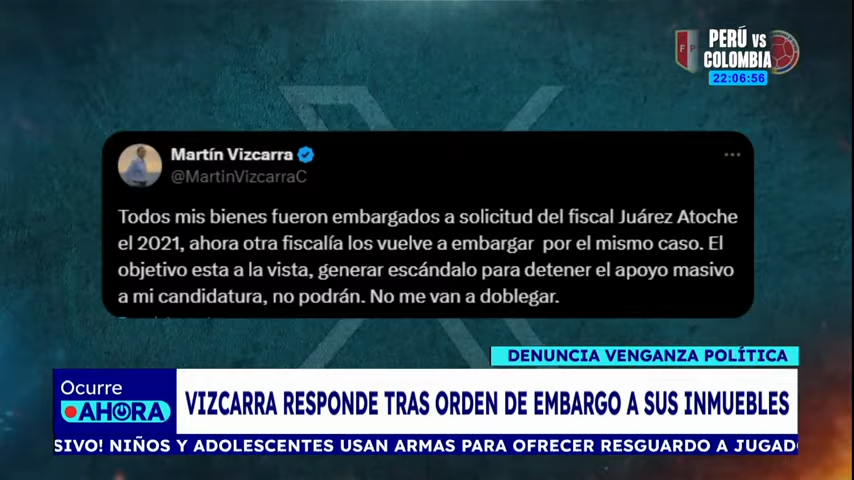 PERÚ VS
COLOMBIA
22:06:56
FP
Martín Vizcarra
@MartinVizcarraC
Todos mis bienes fueron embargados a solicitud del fiscal Juárez Atoche
el 2021, ahora otra fiscalía los vuelve a embargar por el mismo caso. El
objetivo esta a la vista, generar escándalo para detener el apoyo masivo
a mi candidatura, no podrán. No me van a doblegar.
DENUNCIA VENGANZA POLÍTICA
Ocurre
AHORA
VIZCARRA RESPONDE TRAS ORDEN DE EMBARGO A SUS INMUEBLES
SIVO! NIÑOS Y ADOLESCENTES USAN ARMAS PARA OFRECER RESGUARDO A JUGAD